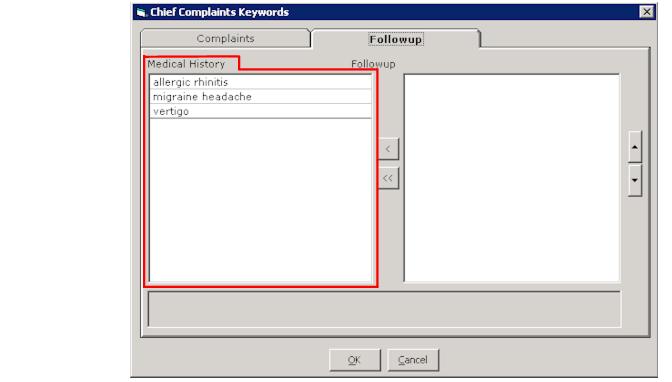 Chief Complaints Keywords
Complaints
Followup
Medical History
Followup
allergic rhinitis
migraine headache
vertigo
<
<<
OK
Cancel